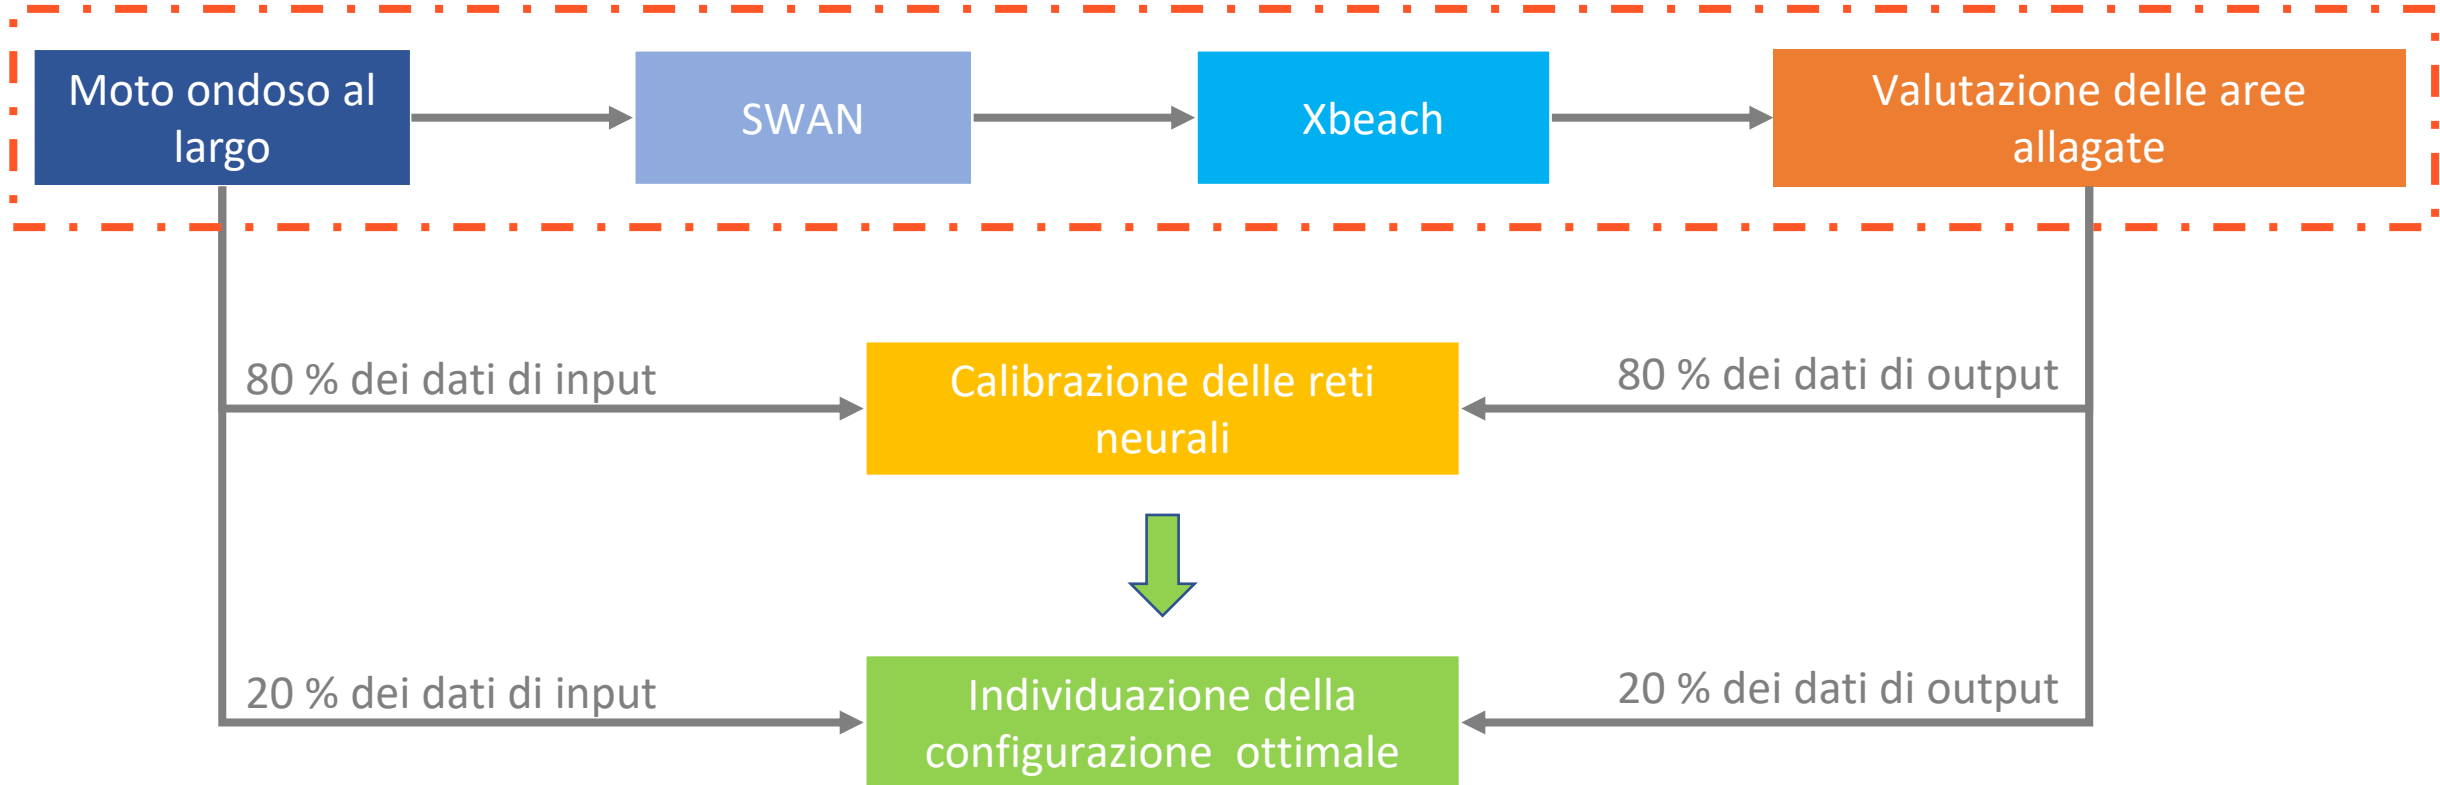 Moto ondoso al
largo
SWAN
Xbeach
Valutazione delle aree
allagate
80 % dei dati di input
Calibrazione delle reti
neurali
80 % dei dati di output
20 % dei dati di input
Individuazione della
configurazione  ottimale
20 % dei dati di output